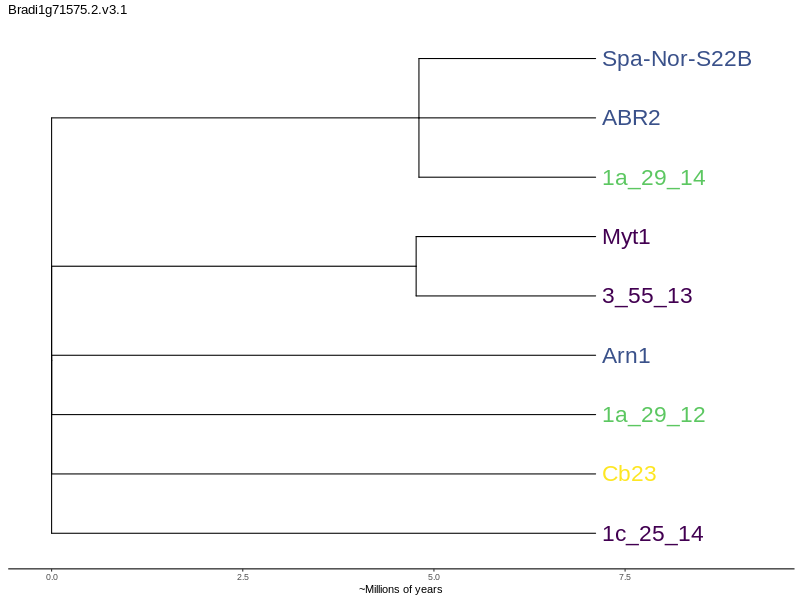 Bradi1g71575.2.v3.1
Spa-Nor-S22B
ABR2
1a_29_14
Myt1
3_55_13
Arn1
1a_29_12
Cb23
1c_25_14
0.0 2.5 5.0 7.5
~Millions of years